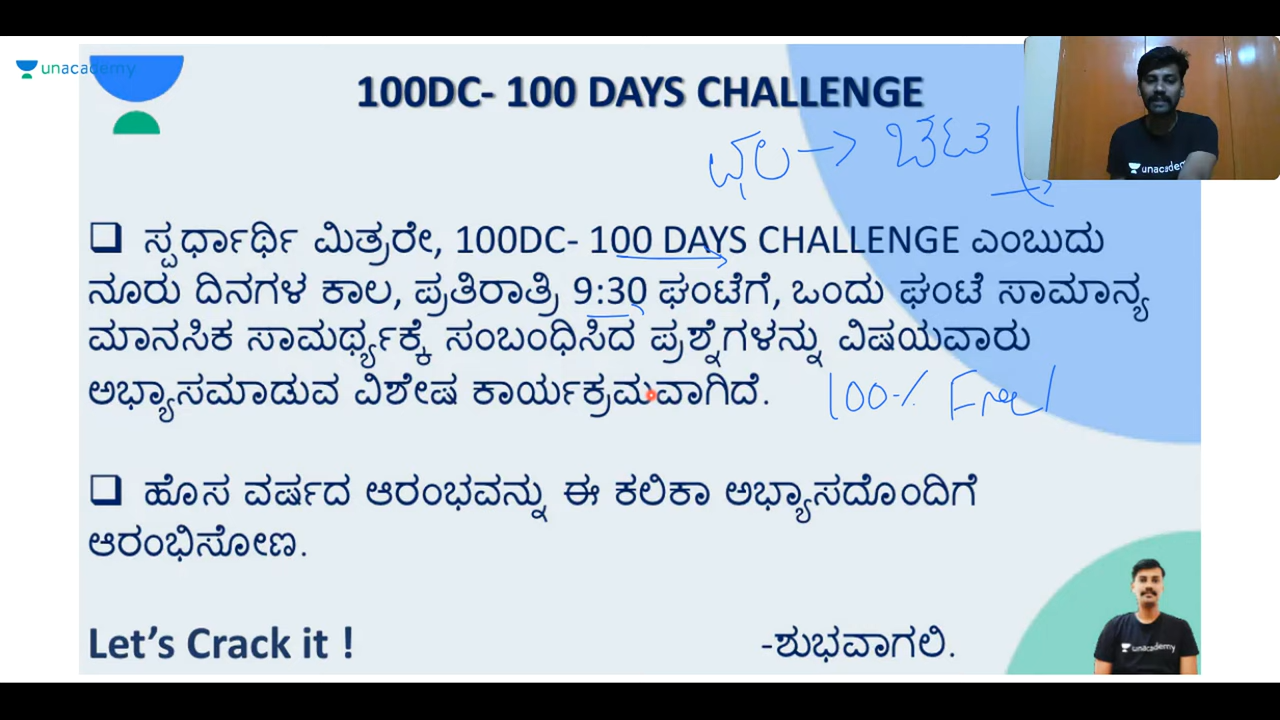 unacademy
100DC- 100 DAYS CHALLENGE
unacademy
❑ ಸ್ಪರ್ಧಾರ್ಥಿ ಮಿತ್ರರೇ, 100DC- 100 DAYS CHALLENGE ಎಂಬುದು
ನೂರು ದಿನಗಳ ಕಾಲ, ಪ್ರತಿರಾತ್ರಿ 9:30 ಘಂಟೆಗೆ, ಒಂದು ಘಂಟೆ ಸಾಮಾನ್ಯ
ಮಾನಸಿಕ ಸಾಮರ್ಥ್ಯಕ್ಕೆ ಸಂಬಂಧಿಸಿದ ಪ್ರಶ್ನೆಗಳನ್ನು ವಿಷಯವಾರು
ಅಭ್ಯಾಸಮಾಡುವ ವಿಶೇಷ ಕಾರ್ಯಕ್ರಮವಾಗಿದೆ. 100% Free
❑ ಹೊಸ ವರ್ಷದ ಆರಂಭವನ್ನು ಈ ಕಲಿಕಾ ಅಭ್ಯಾಸದೊಂದಿಗೆ
ಆರಂಭಿಸೋಣ.
Let's Crack it ! -ಶುಭವಾಗಲಿ.
unacademy